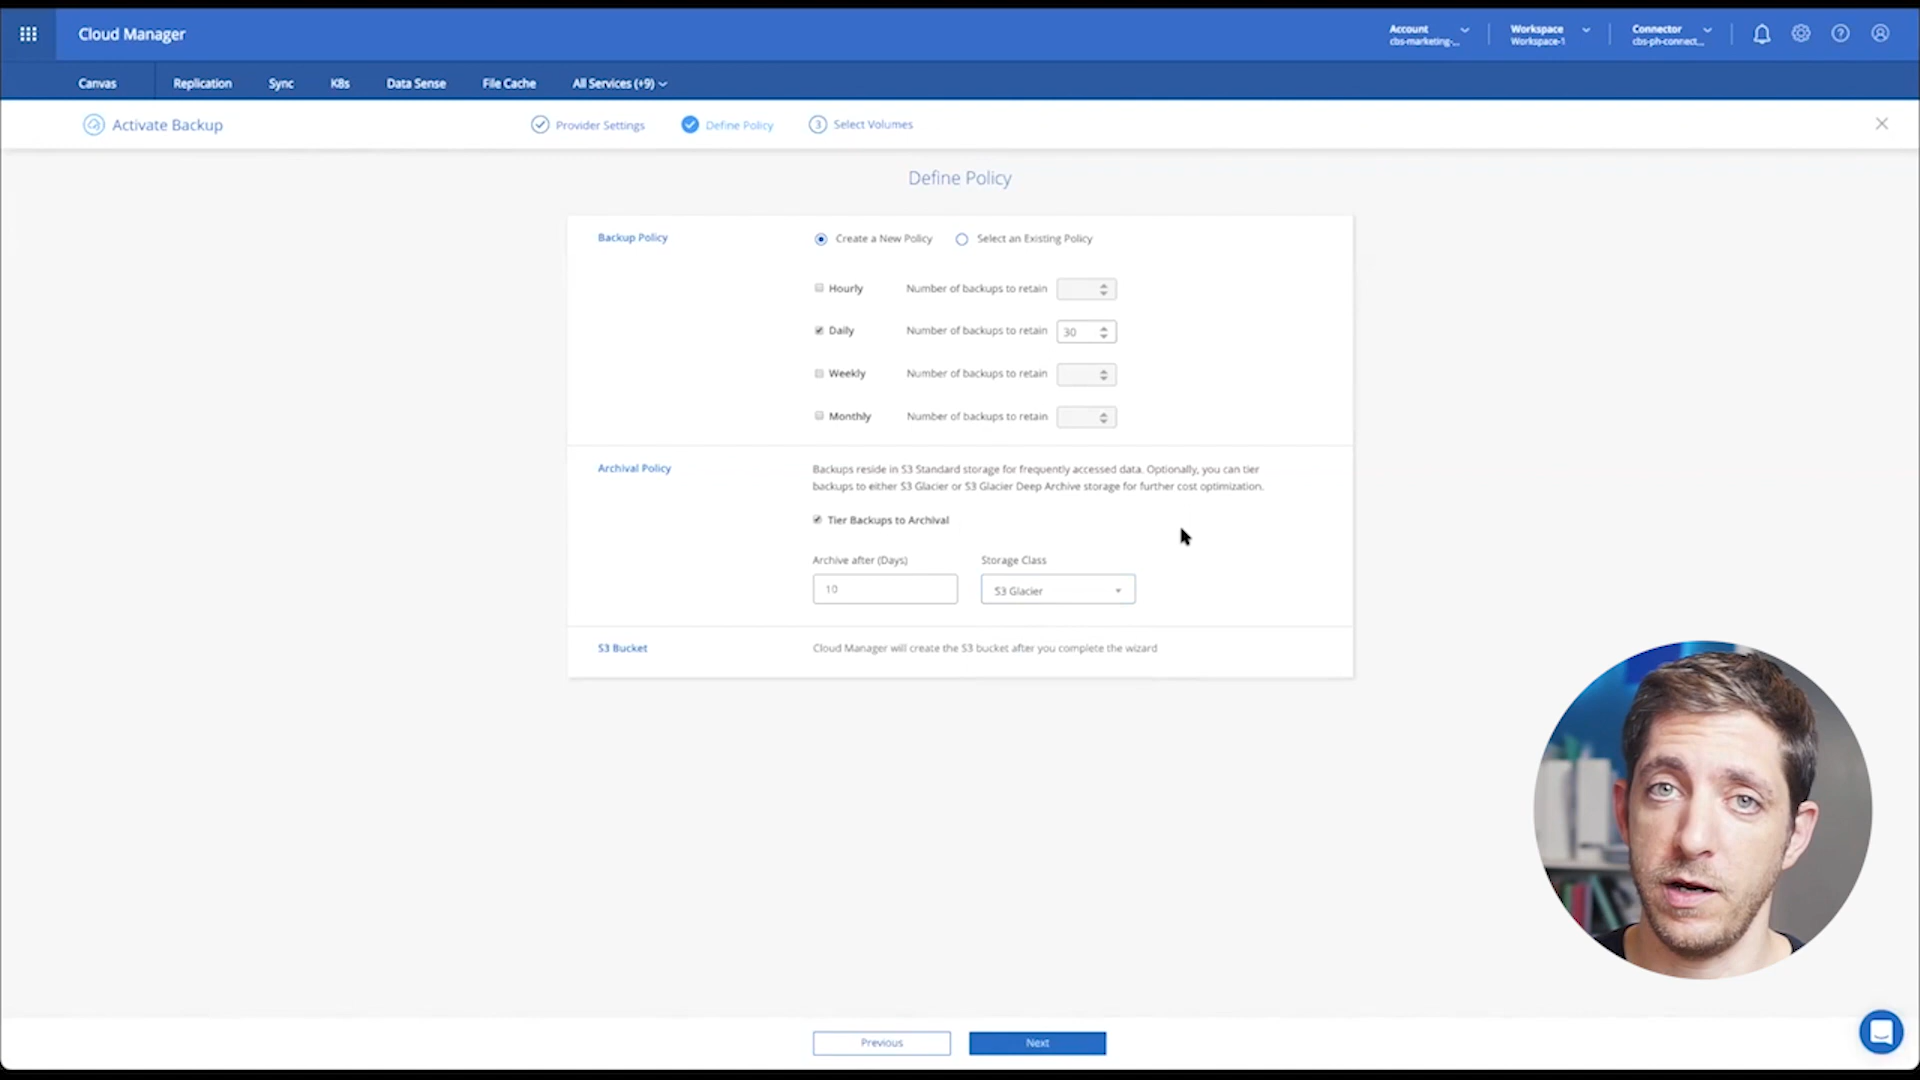 Cloud Manager
Account
cbs-marketing-...
Workspace
Workspace-1
Connector
cbs-ph-connect...
Canvas
Replication
Sync
K8s
Data Sense
File Cache
All Services (+9)
Activate Backup
Provider Settings
Define Policy
3 Select Volumes
Define Policy
Backup Policy
Create a New Policy
Select an Existing Policy
Hourly Number of backups to retain
Daily Number of backups to retain 30
Weekly Number of backups to retain
Monthly Number of backups to retain
Archival Policy
Backups reside in S3 Standard storage for frequently accessed data. Optionally, you can tier
backups to either S3 Glacier or S3 Glacier Deep Archive storage for further cost optimization.
Tier Backups to Archival
Archive after (Days)
Storage Class
10
S3 Glacier
S3 Bucket
Cloud Manager will create the S3 bucket after you complete the wizard
Previous
Next